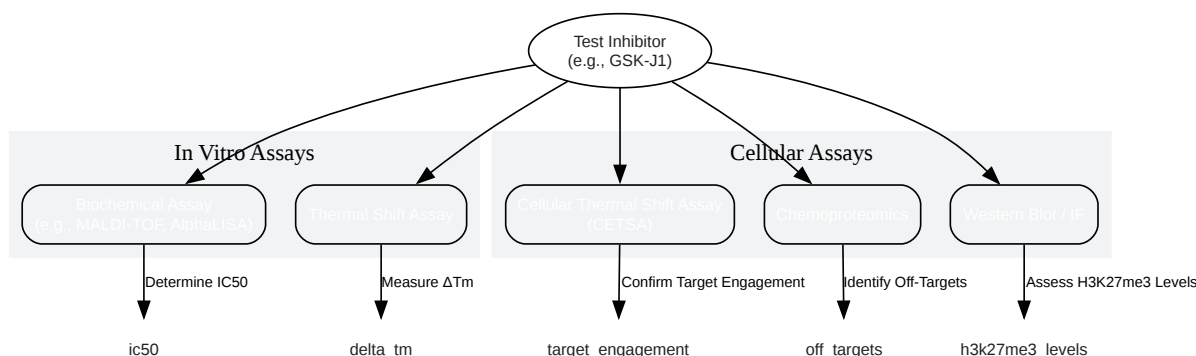 Test Inhibitor
(e.g., GSK-J1)
In Vitro Assays
Cellular Assays
Biochemical Assay
(e.g., MALDI-TOF, AlphaLISA)
Thermal Shift Assay
Cellular Thermal Shift Assay
(CETSA)
Chemoproteomics
Western Blot / IF
Determine IC50
Measure ΔTm
Confirm Target Engagement
Identify Off-Targets
Assess H3K27me3 Levels
ic50
delta_tm
target_engagement
off_targets
h3k27me3_levels